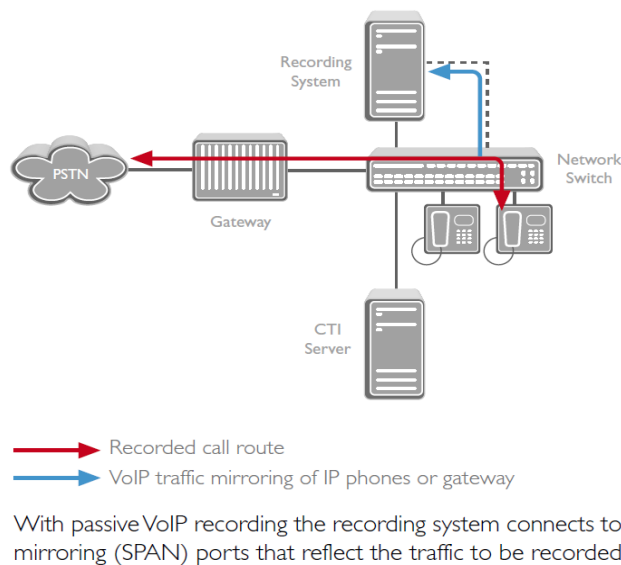 Recording
System
PSTN
Network
Switch
Gateway
CTI
Server
Recorded call route
VoIP traffic mirroring of IP phones or gateway
With passive VoIP recording the recording system connects to
mirroring (SPAN) ports that reflect the traffic to be recorded